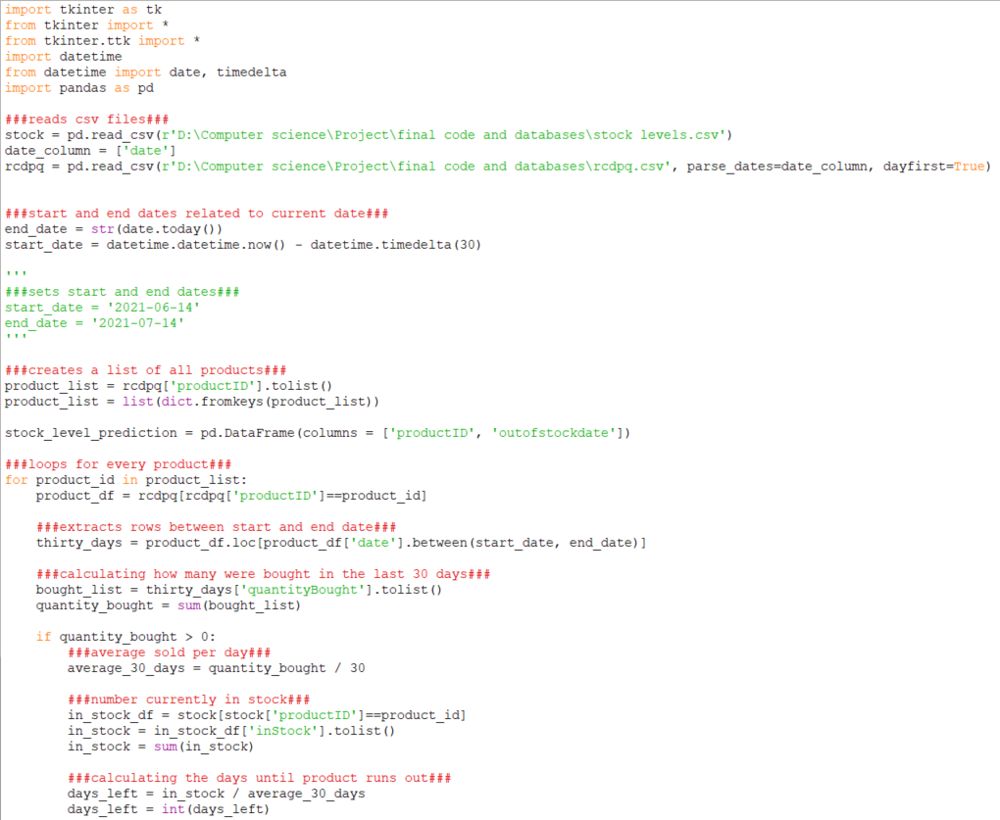 import tkinter as tk
from tkinter import *
from tkinter.ttk import *
import datetime
from datetime import date, timedelta
import pandas as pd

###reads csv files###
stock = pd.read_csv(r'D:\Computer science\Project\final code and databases\stock levels.csv')
date_column = ['date']
rcdpq = pd.read_csv(r'D:\Computer science\Project\final code and databases\rcdpq.csv', parse_dates=date_column, dayfirst=True)


###start and end dates related to current date###
end_date = str(date.today())
start_date = datetime.datetime.now() - datetime.timedelta(30)

'''
###sets start and end dates###
start_date = '2021-06-14'
end_date = '2021-07-14'
'''

###creates a list of all products###
product_list = rcdpq['productID'].tolist()
product_list = list(dict.fromkeys(product_list))

stock_level_prediction = pd.DataFrame(columns = ['productID', 'outofstockdate'])

###loops for every product###
for product_id in product_list:
    product_df = rcdpq[rcdpq['productID']==product_id]

    ###extracts rows between start and end date###
    thirty_days = product_df.loc[product_df['date'].between(start_date, end_date)]

    ###calculating how many were bought in the last 30 days###
    bought_list = thirty_days['quantityBought'].tolist()
    quantity_bought = sum(bought_list)

    if quantity_bought > 0:
        ###average sold per day###
        average_30_days = quantity_bought / 30

        ###number currently in stock###
        in_stock_df = stock[stock['productID']==product_id]
        in_stock = in_stock_df['inStock'].tolist()
        in_stock = sum(in_stock)

        ###calculating the days until product runs out###
        days_left = in_stock / average_30_days
        days_left = int(days_left)